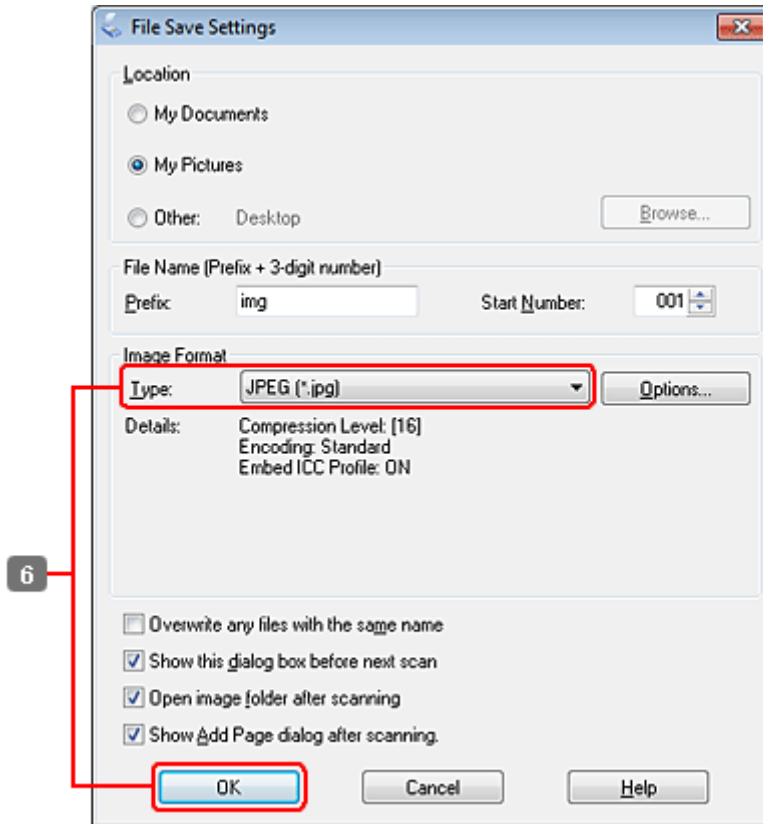 File Save Settings
Location
My Documents
My Pictures
Other: Desktop Browse...
File Name (Prefix + 3-digit number)
Prefix: img Start Number: 001
Image Format
Type: JPEG (*.jpg) Options...
Details: Compression Level: [16]
Encoding: Standard
Embed ICC Profile: ON
6
Overwrite any files with the same name
Show this dialog box before next scan
Open image folder after scanning
Show Add Page dialog after scanning.
OK Cancel Help